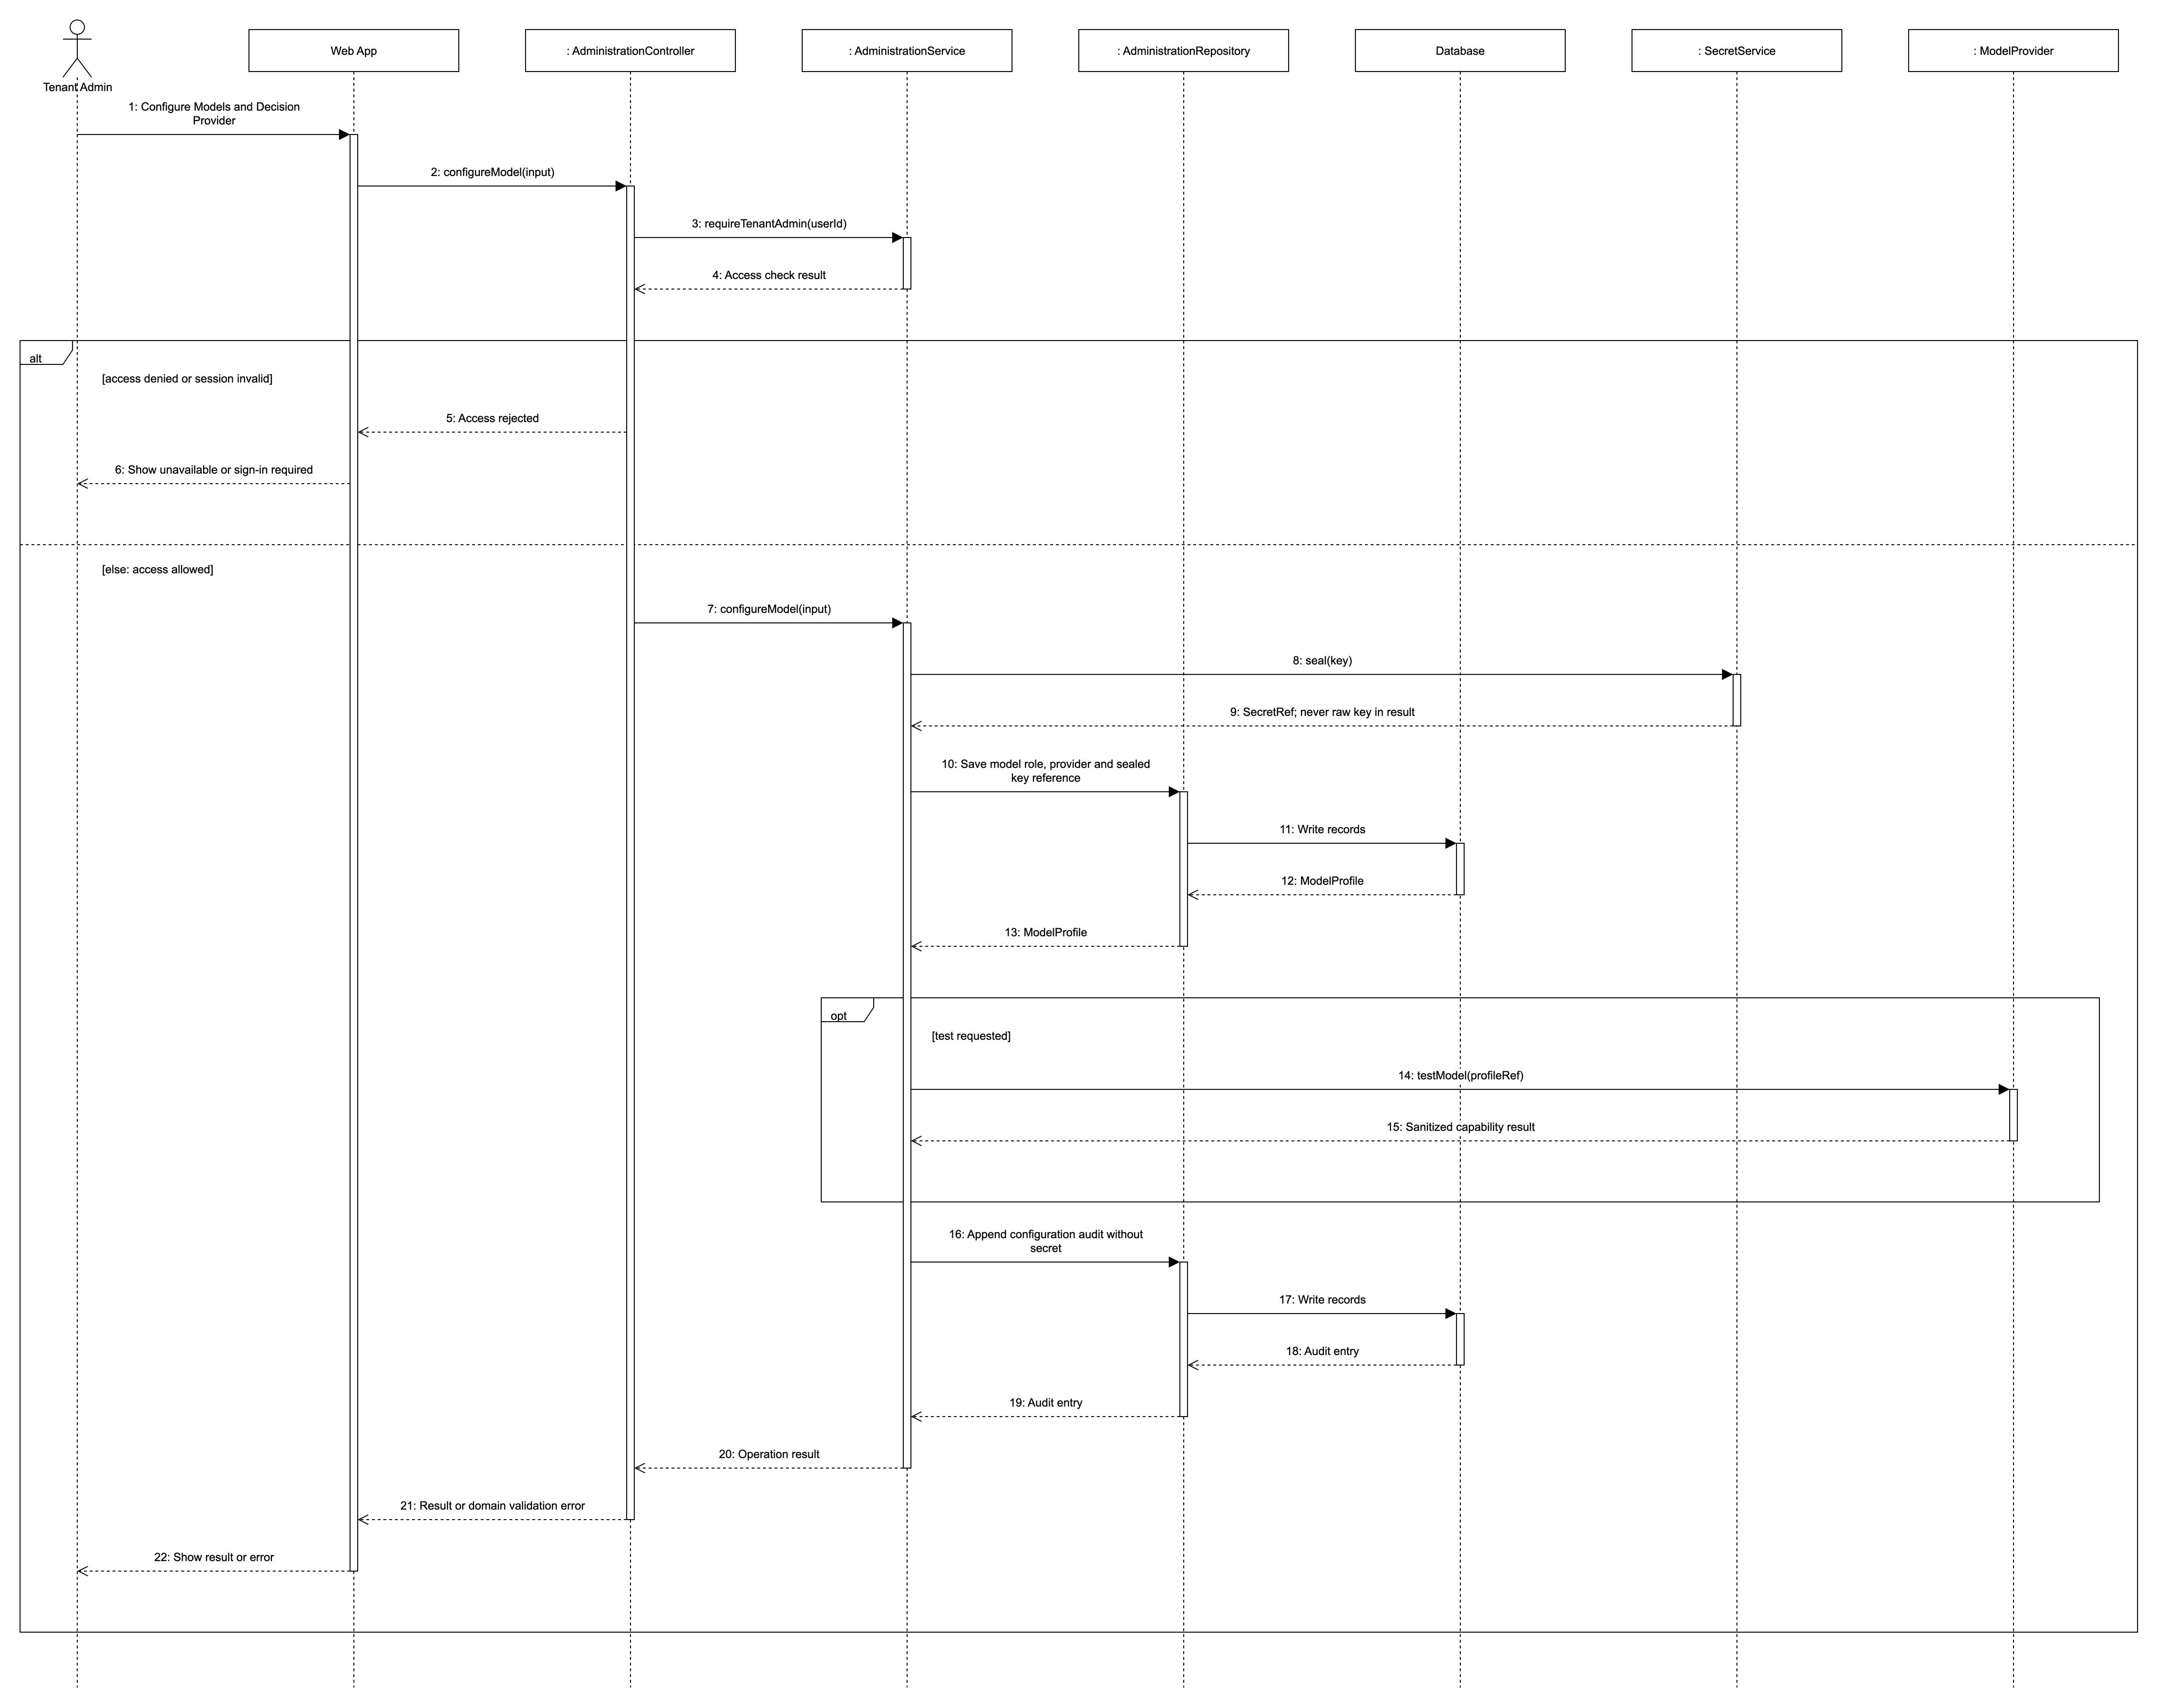 Tenant Admin
Web App
: AdministrationController
: AdministrationService
: AdministrationRepository
Database
: SecretService
: ModelProvider
1: Configure Models and Decision
Provider
2: configureModel(input)
3: requireTenantAdmin(userId)
4: Access check result
alt
[access denied or session invalid]
5: Access rejected
6: Show unavailable or sign-in required
[else: access allowed]
7: configureModel(input)
8: seal(key)
9: SecretRef; never raw key in result
10: Save model role, provider and sealed
key reference
11: Write records
12: ModelProfile
13: ModelProfile
opt
[test requested]
14: testModel(profileRef)
15: Sanitized capability result
16: Append configuration audit without
secret
17: Write records
18: Audit entry
19: Audit entry
20: Operation result
21: Result or domain validation error
22: Show result or error